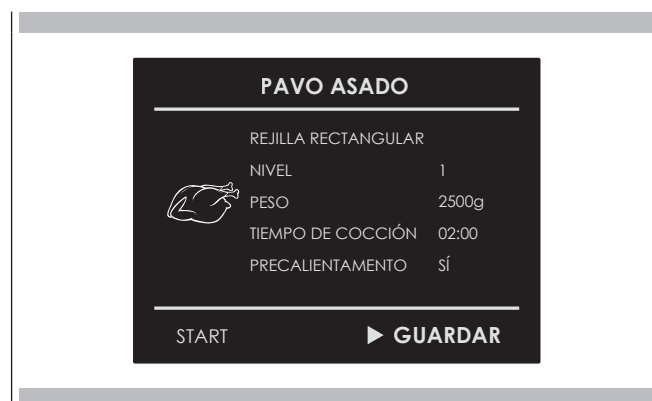 PAVO ASADO
REJILLA RECTANGULAR
NIVEL 1
PESO 2500g
TIEMPO DE COCCIÓN 02:00
PRECALIENTAMENTO SÍ
START ▶ GUARDAR